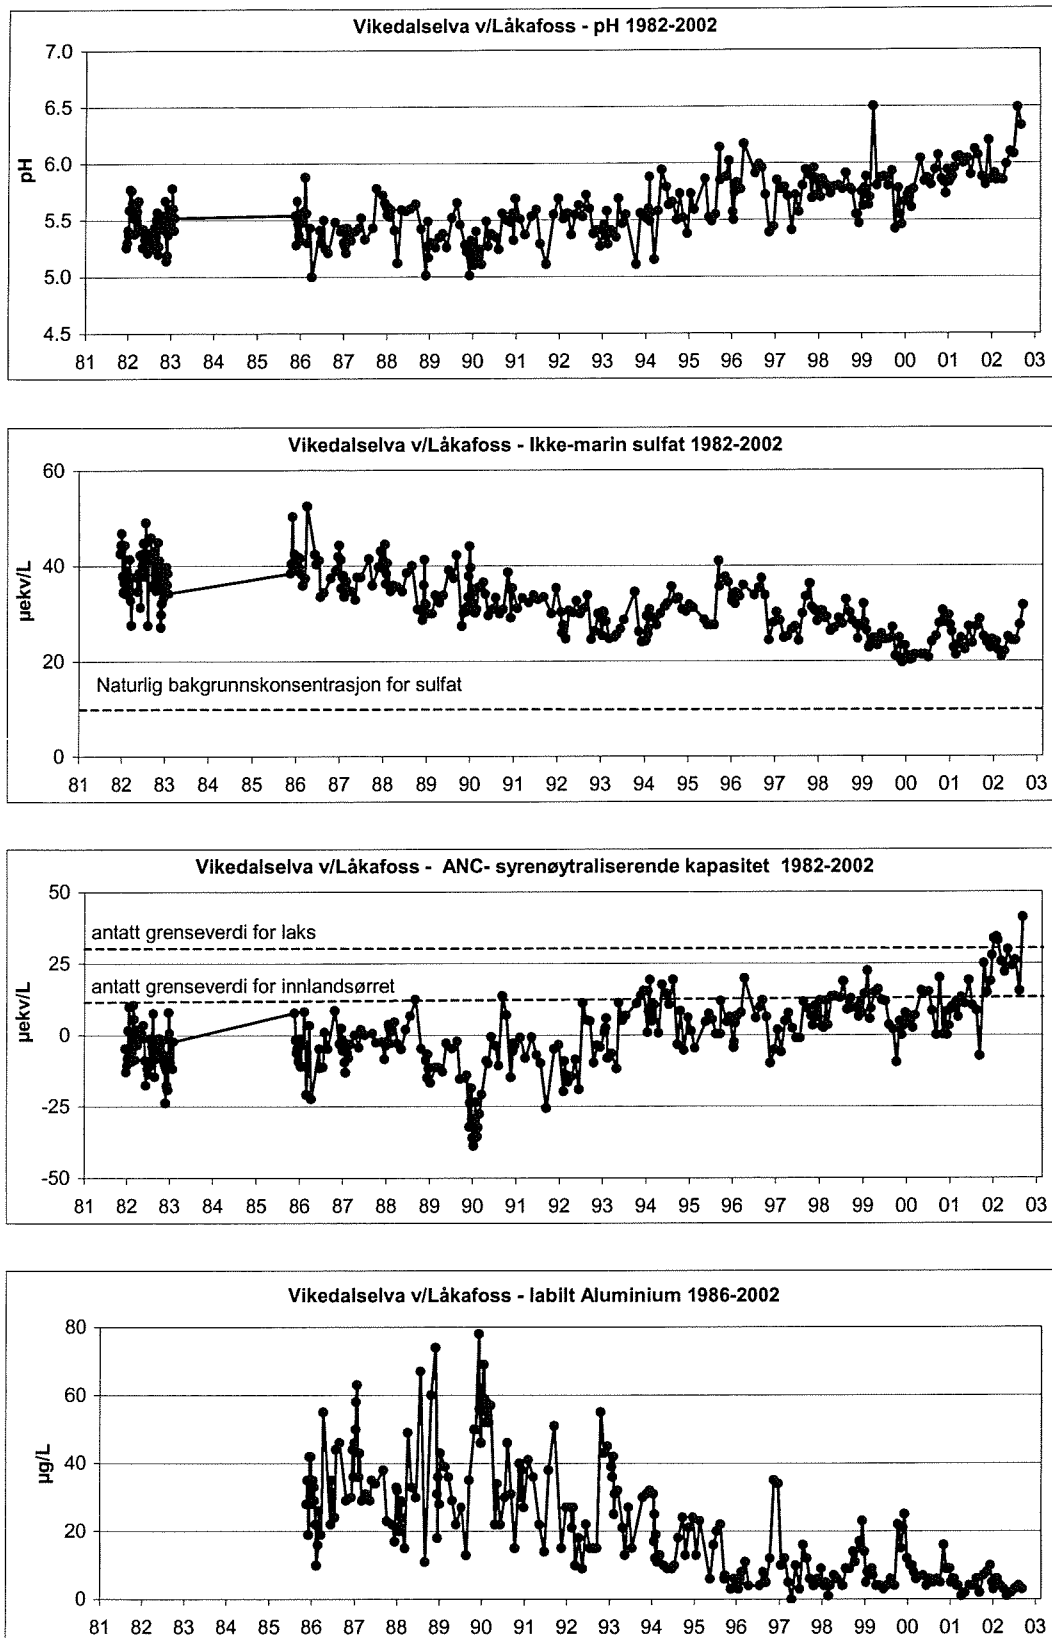 Vikedalselva v/Låkafoss - pH 1982-2002
7.0
6.5
6.0
5.5
5.0
4.5
pH
81 82 83 84 85 86 87 88 89 90 91 92 93 94 95 96 97 98 99 00 01 02 03
Vikedalselva v/Låkafoss - Ikke-marin sulfat 1982-2002
60
40
20
0
µekv/L
Naturlig bakgrunnskonsentrasjon for sulfat
81 82 83 84 85 86 87 88 89 90 91 92 93 94 95 96 97 98 99 00 01 02 03
Vikedalselva v/Låkafoss - ANC- syrenøytraliserende kapasitet 1982-2002
50
antatt grenseverdi for laks
25
antatt grenseverdi for innlandsørret
0
-25
-50
µekv/L
81 82 83 84 85 86 87 88 89 90 91 92 93 94 95 96 97 98 99 00 01 02 03
Vikedalselva v/Låkafoss - labilt Aluminium 1986-2002
80
60
40
20
0
µg/L
81 82 83 84 85 86 87 88 89 90 91 92 93 94 95 96 97 98 99 00 01 02 03